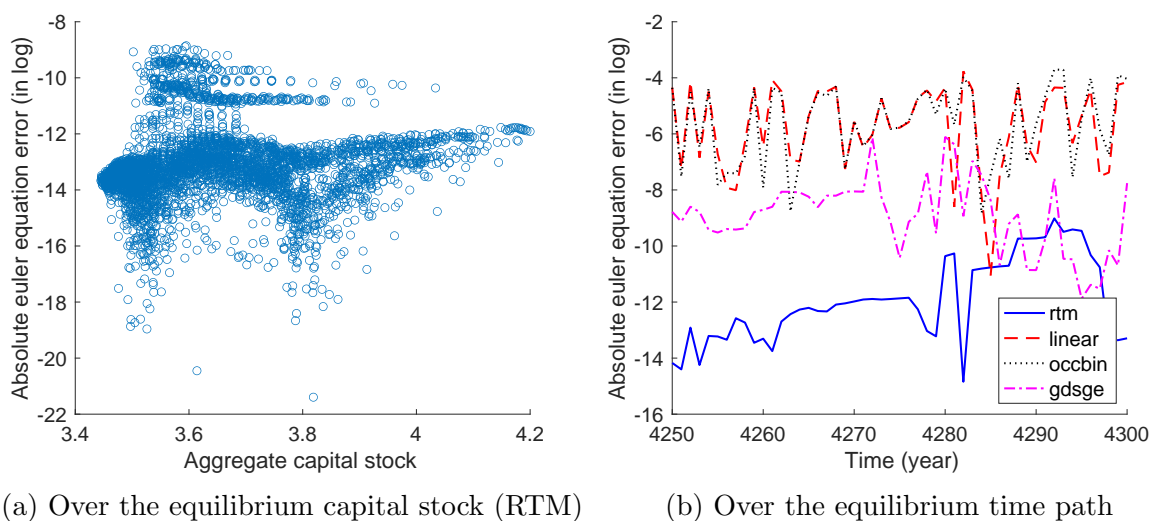 -8
-10
-12
-14
-16
-18
-20
-22
3.4
3.6
3.8
4
4.2
Absolute euler equation error (in log)
Aggregate capital stock
(a) Over the equilibrium capital stock (RTM)
-2
-4
-6
-8
-10
-12
-14
-16
4250
4260
4270
4280
4290
4300
Absolute euler equation error (in log)
Time (year)
rtm
linear
occbin
gdsge
(b) Over the equilibrium time path